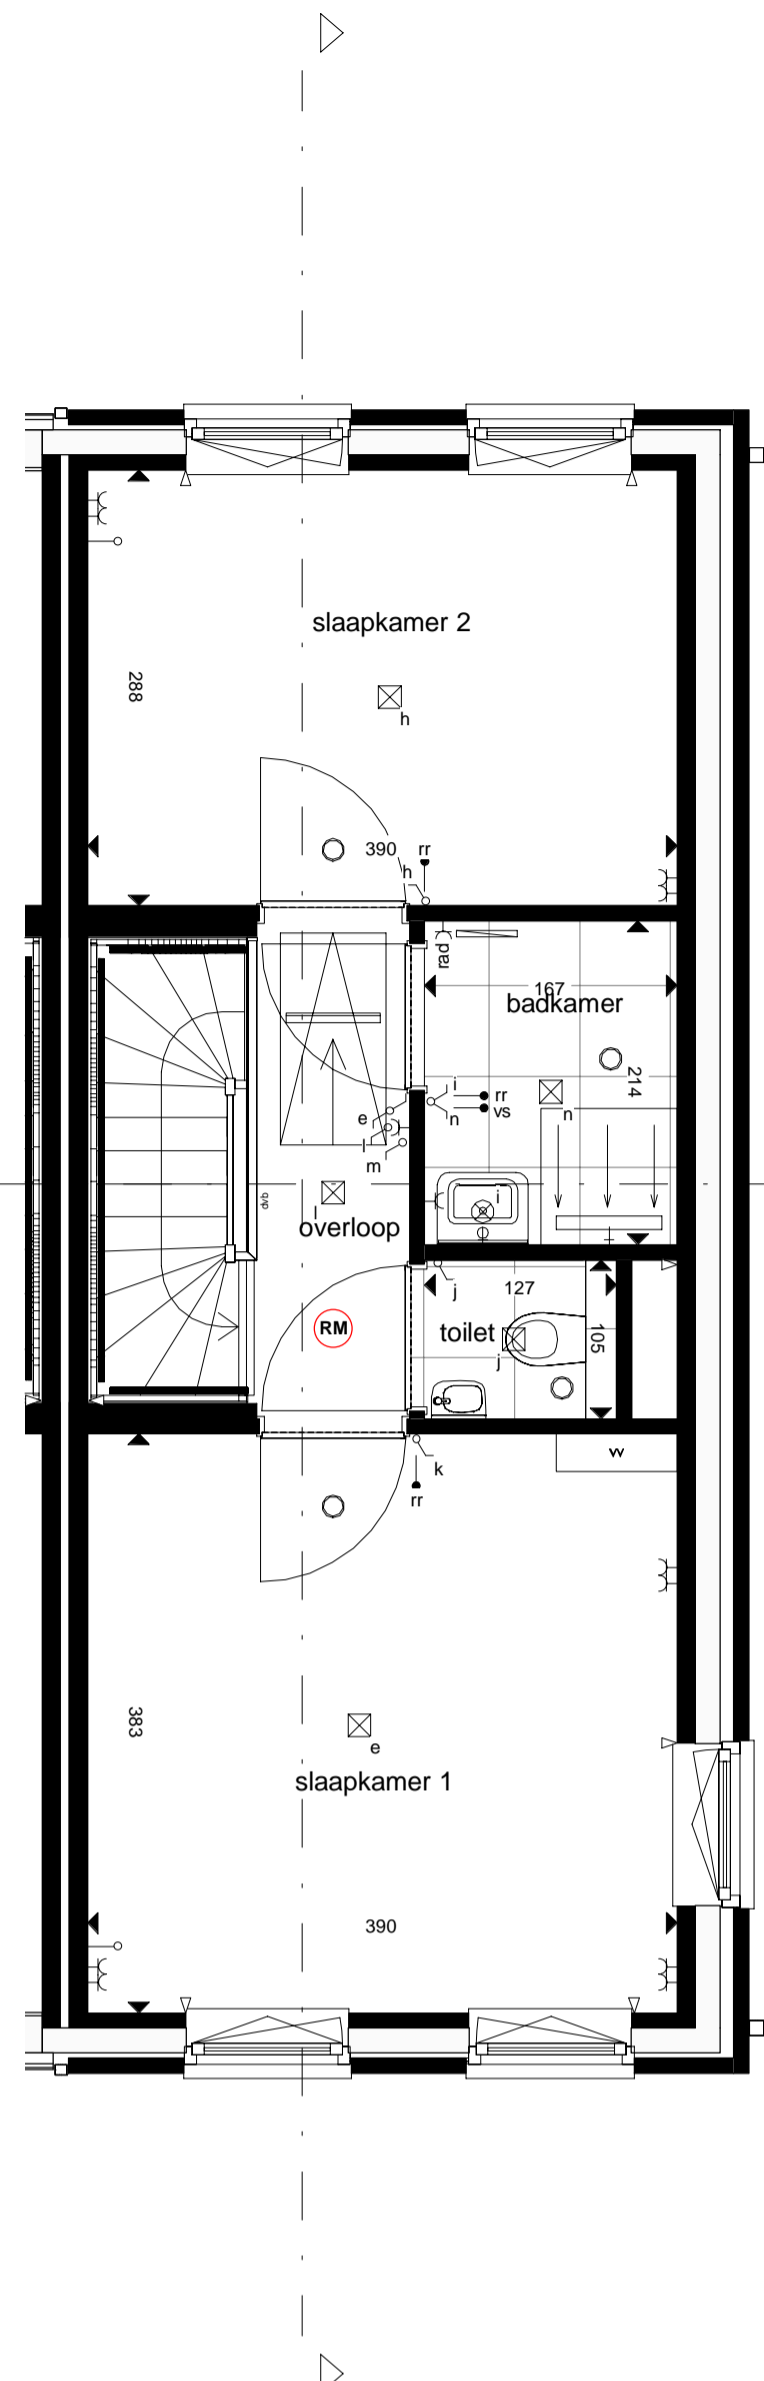 slaapkamer 2
288
h
390
rr
h
rad
167
badkamer
214
i
rr
n
vs
n
e
l
m
i
dvb
l
overloop
j
127
toilet
105
j
RM
k
rr
383
e
slaapkamer 1
390